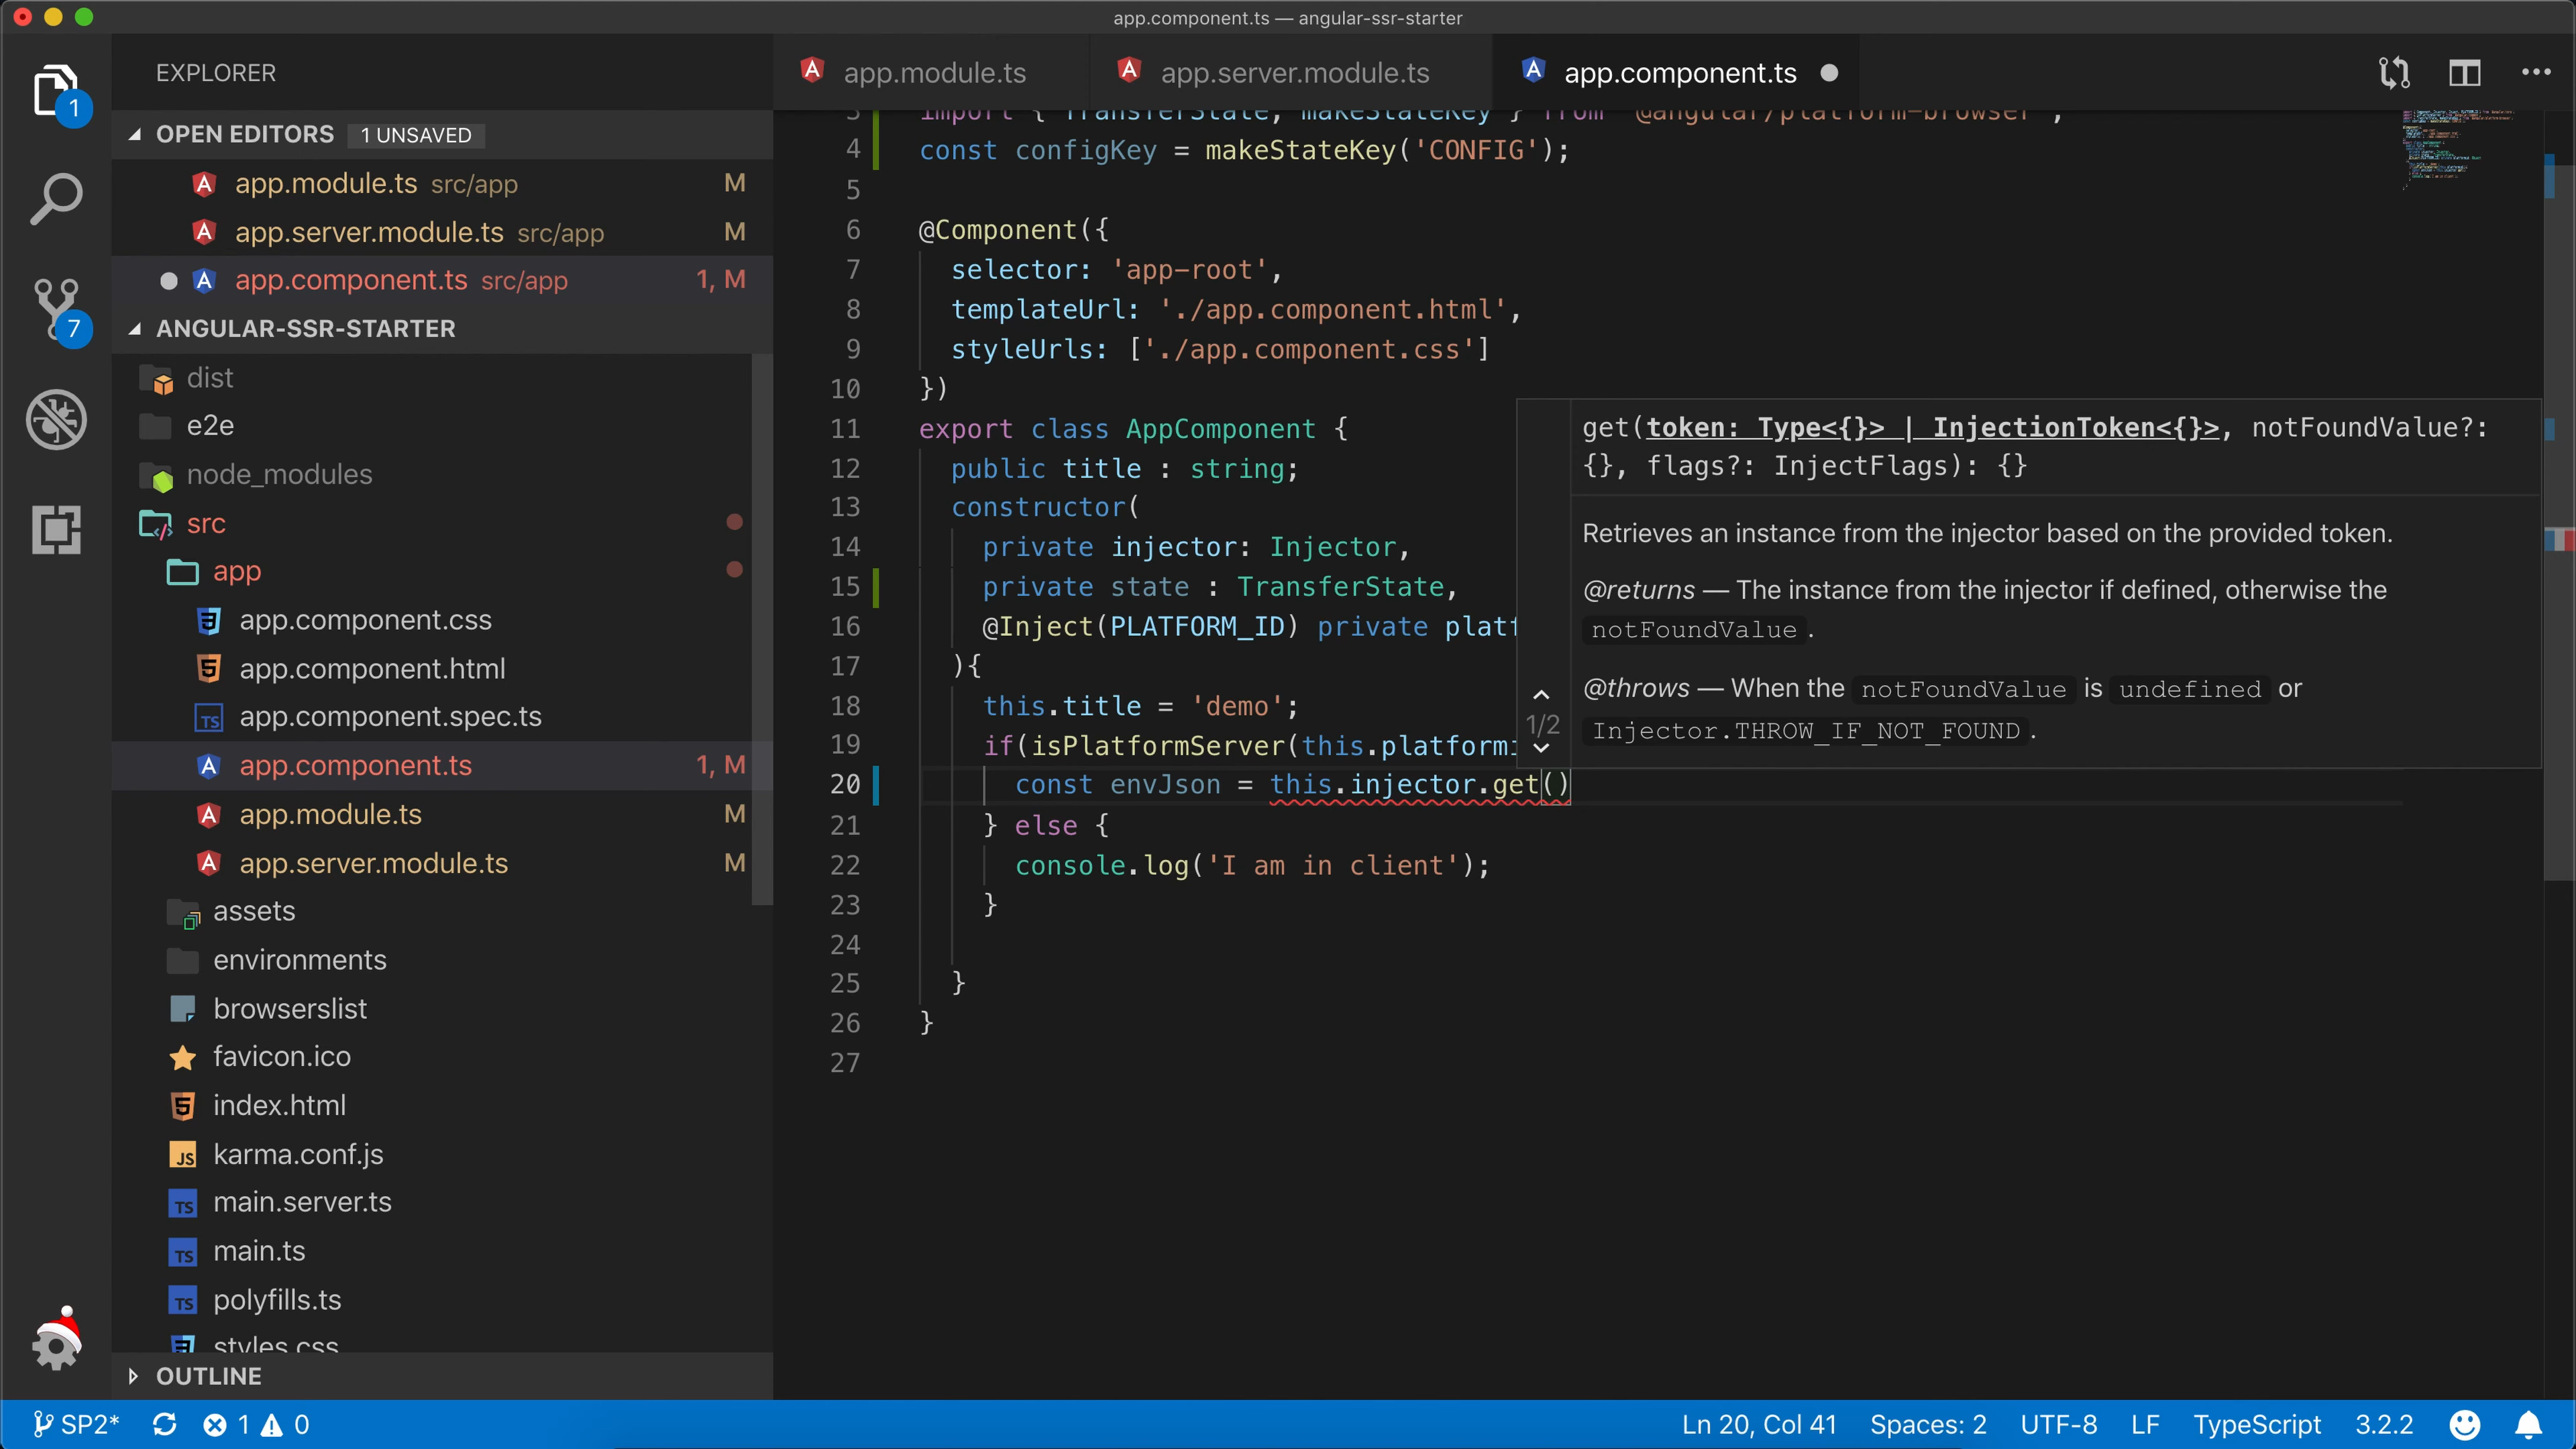 app.component.ts — angular-ssr-starter
EXPLORER
OPEN EDITORS 1 UNSAVED
app.module.ts src/app M
app.server.module.ts src/app M
app.component.ts src/app 1, M
ANGULAR-SSR-STARTER
dist
e2e
node_modules
src
app
app.component.css
app.component.html
app.component.spec.ts
app.component.ts 1, M
app.module.ts M
app.server.module.ts M
assets
environments
browserslist
favicon.ico
index.html
karma.conf.js
main.server.ts
main.ts
polyfills.ts
styles.css
OUTLINE
1
7
app.module.ts app.server.module.ts app.component.ts
3 import { TransferState, makeStateKey } from '@angular/platform-browser';
4 const configKey = makeStateKey('CONFIG');
5
6 @Component({
7 selector: 'app-root',
8 templateUrl: './app.component.html',
9 styleUrls: ['./app.component.css']
10 })
11 export class AppComponent {
12 public title : string;
13 constructor(
14 private injector: Injector,
15 private state : TransferState,
16 @Inject(PLATFORM_ID) private platf
17 ){
18 this.title = 'demo';
19 if(isPlatformServer(this.platformi
20 const envJson = this.injector.get()
21 } else {
22 console.log('I am in client');
23 }
24
25 }
26 }
27
get(token: Type<{}> | InjectionToken<{}>, notFoundValue?:
{}, flags?: InjectFlags): {}
Retrieves an instance from the injector based on the provided token.
@returns — The instance from the injector if defined, otherwise the
notFoundValue .
@throws — When the notFoundValue is undefined or
Injector.THROW_IF_NOT_FOUND .
1/2
SP2* 1 0 Ln 20, Col 41 Spaces: 2 UTF-8 LF TypeScript 3.2.2